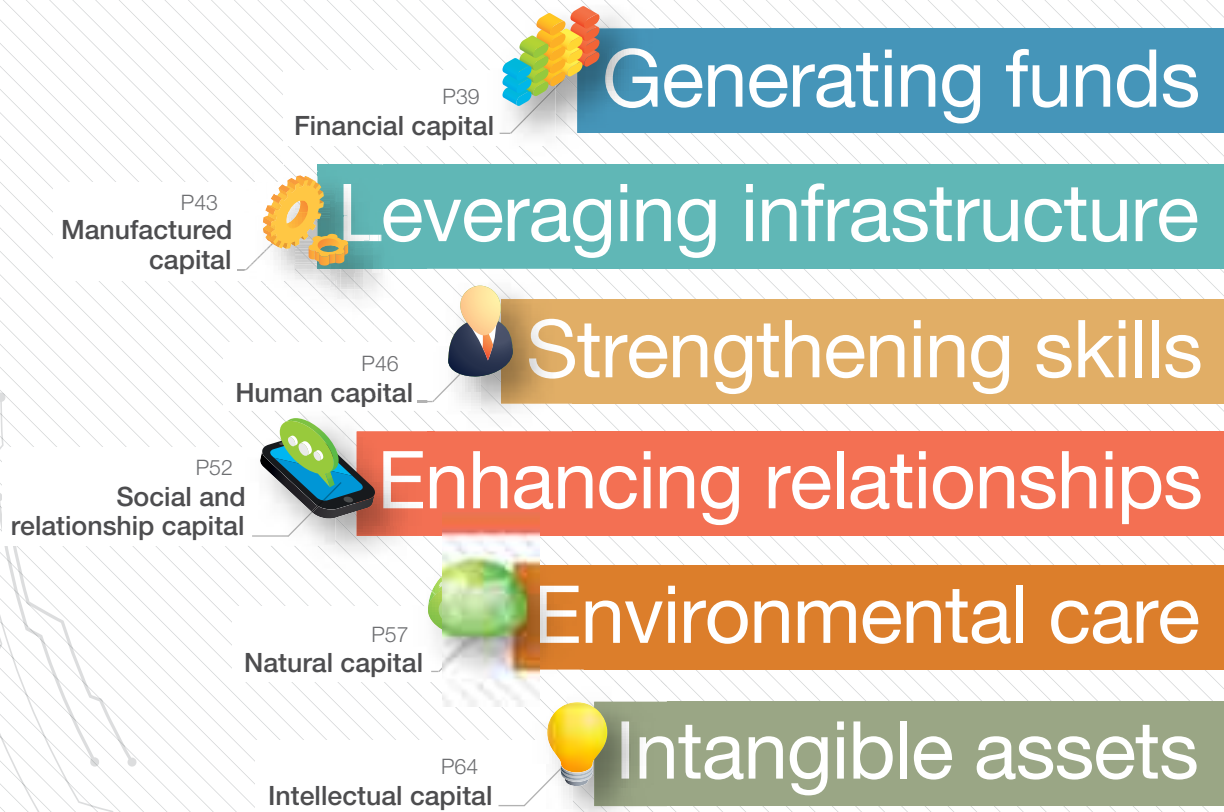 P39
Financial capital
Generating funds
P43
Manufactured
capital
Leveraging infrastructure
P46
Human capital
Strengthening skills
P52
Social and
relationship capital
Enhancing relationships
P57
Natural capital
Environmental care
P64
Intellectual capital
Intangible assets